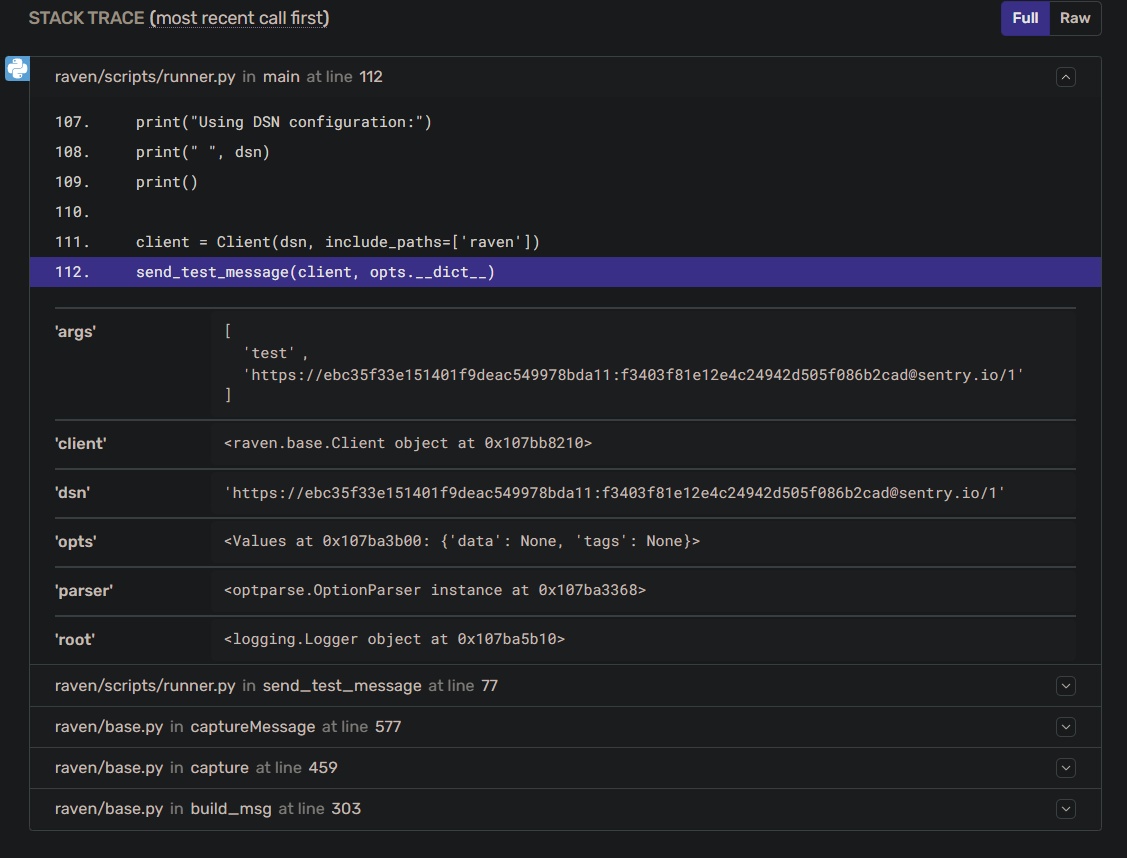 STACK TRACE (most recent call first)
Full Raw
raven/scripts/runner.py in main at line 112
107. print("Using DSN configuration:")
108. print(" ", dsn)
109. print()
110.
111. client = Client(dsn, include_paths=['raven'])
112. send_test_message(client, opts.__dict__)
'args' [
'test' ,
'https://ebc35f33e151401f9deac549978bda11:f3403f81e12e4c24942d505f086b2cad@sentry.io/1'
]
'client' <raven.base.Client object at 0x107bb8210>
'dsn' 'https://ebc35f33e151401f9deac549978bda11:f3403f81e12e4c24942d505f086b2cad@sentry.io/1'
'opts' <Values at 0x107ba3b00: {'data': None, 'tags': None}>
'parser' <optparse.OptionParser instance at 0x107ba3368>
'root' <logging.Logger object at 0x107ba5b10>
raven/scripts/runner.py in send_test_message at line 77
raven/base.py in captureMessage at line 577
raven/base.py in capture at line 459
raven/base.py in build_msg at line 303